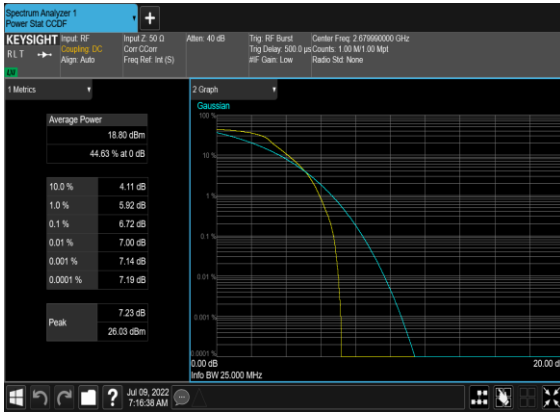 Spectrum Analyzer 1
Power Stat CCDF
KEYSIGHT
RLT
LW
Input: RF
Coupling: DC
Align: Auto
Input Z: 50 Ω
Corr CCorr
Freq Ref: Int (S)
Atten: 40 dB
Trig: RF Burst
Trig Delay: 500.0 µs
#IF Gain: Low
Center Freq: 2.679990000 GHz
Counts: 1.00 M/1.00 Mpt
Radio Std: None
1 Metrics
Average Power
18.80 dBm
44.63 % at 0 dB
10.0 % 4.11 dB
1.0 % 5.92 dB
0.1 % 6.72 dB
0.01 % 7.00 dB
0.001 % 7.14 dB
0.0001 % 7.19 dB
Peak
7.23 dB
26.03 dBm
2 Graph
Gaussian
100 %
10 %
1 %
0.1 %
0.01 %
0.001 %
0.0001 %
0.00 dB
20.00 d
Info BW 25.000 MHz
?
Jul 09, 2022
7:16:38 AM